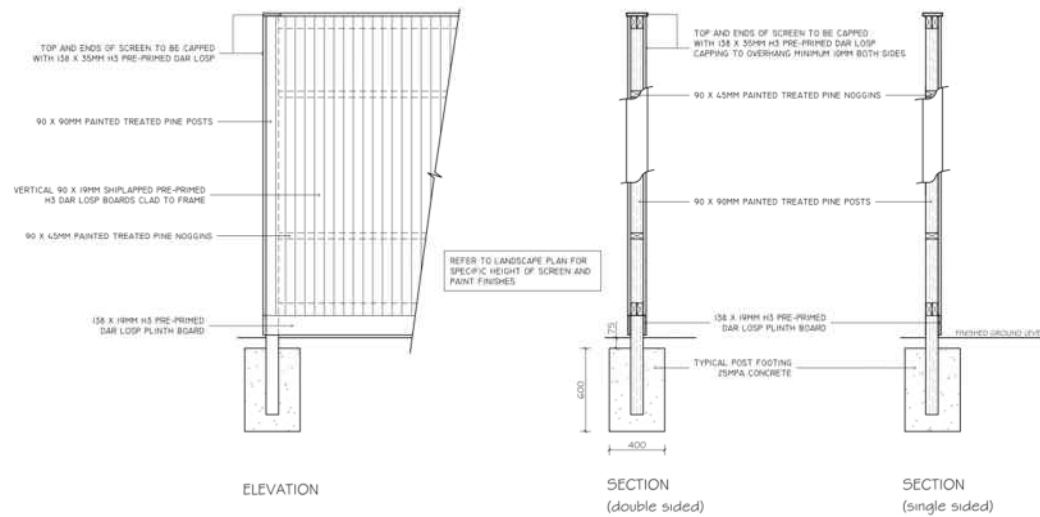 TOP AND ENDS OF SCREEN TO BE CAPPED
WITH 138 X 35MM H3 PRE-PRIMED DAR LOSP
90 X 90MM PAINTED TREATED PINE POSTS
VERTICAL 90 X 19MM SHIPLAPPED PRE-PRIMED
H3 DAR LOSP BOARDS CLAD TO FRAME
90 X 45MM PAINTED TREATED PINE NOGGINS
138 X 19MM H3 PRE-PRIMED
DAR LOSP PLINTH BOARD
ELEVATION
REFER TO LANDSCAPE PLAN FOR
SPECIFIC HEIGHT OF SCREEN AND
PAINT FINISHES
TOP AND ENDS OF SCREEN TO BE CAPPED
WITH 138 X 35MM H3 PRE-PRIMED DAR LOSP
CAPPING TO OVERHANG MINIMUM 10MM BOTH SIDES
90 X 45MM PAINTED TREATED PINE NOGGINS
90 X 90MM PAINTED TREATED PINE POSTS
138 X 19MM H3 PRE-PRIMED
DAR LOSP PLINTH BOARD
FINISHED GROUND LEVEL
75
TYPICAL POST FOOTING
25MPA CONCRETE
600
400
SECTION
(double sided)
SECTION
(single sided)